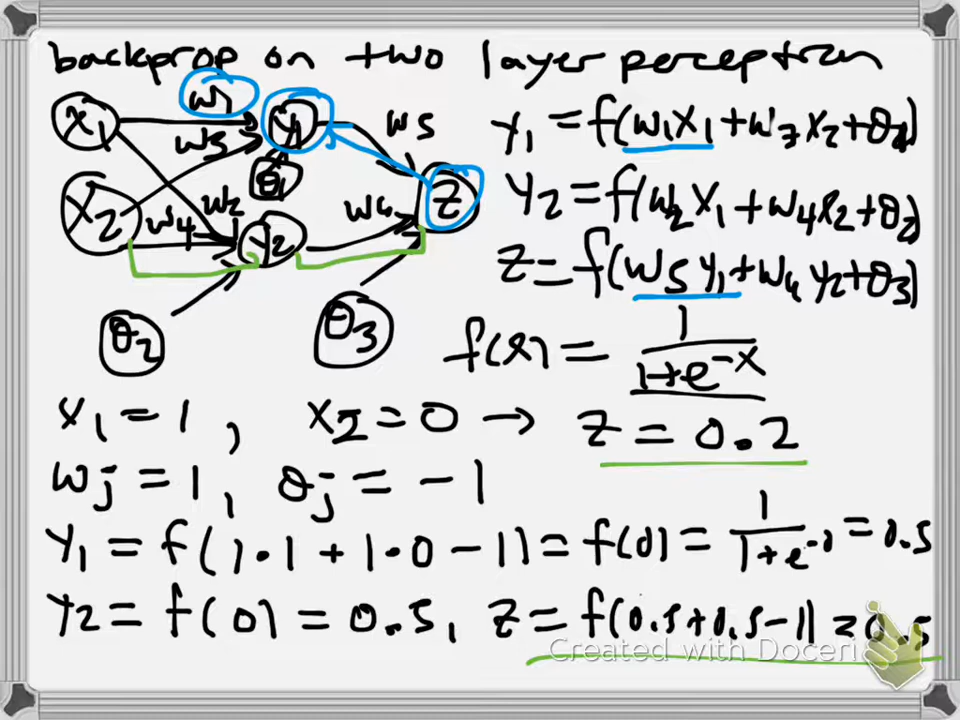 backprop on two layer perceptron
x₁ w₁ y₁ w₅ y₁ = f(w₁x₁+w₃x₂+θ₁)
w₃ θ₁
x₂ w₄ w₂ y₂ w₆ z y₂ = f(w₂x₁+w₄x₂+θ₂)
z = f(w₅y₁+w₆y₂+θ₃)
θ₂ θ₃ f(x) = 1/(1+e^-x)
x₁ = 1, x₂ = 0 → z = 0.2
wj = 1, θj = -1
y₁ = f(1·1 + 1·0 - 1) = f(0) = 1/(1+e^-0) = 0.5
y₂ = f(0) = 0.5, z = f(0.5+0.5-1) = 0.5
Created with Doceri